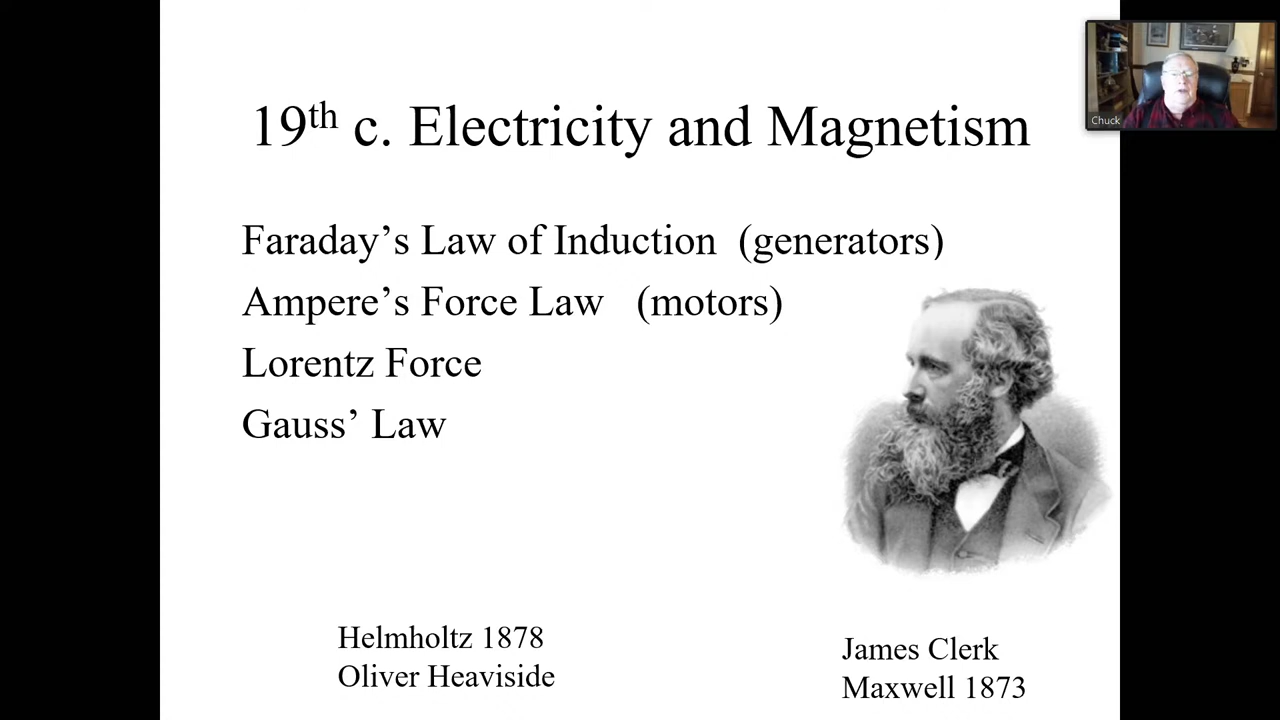 19th c. Electricity and Magnetism
Chuck
Faraday’s Law of Induction (generators)
Ampere’s Force Law (motors)
Lorentz Force
Gauss’ Law
Helmholtz 1878
Oliver Heaviside
James Clerk
Maxwell 1873